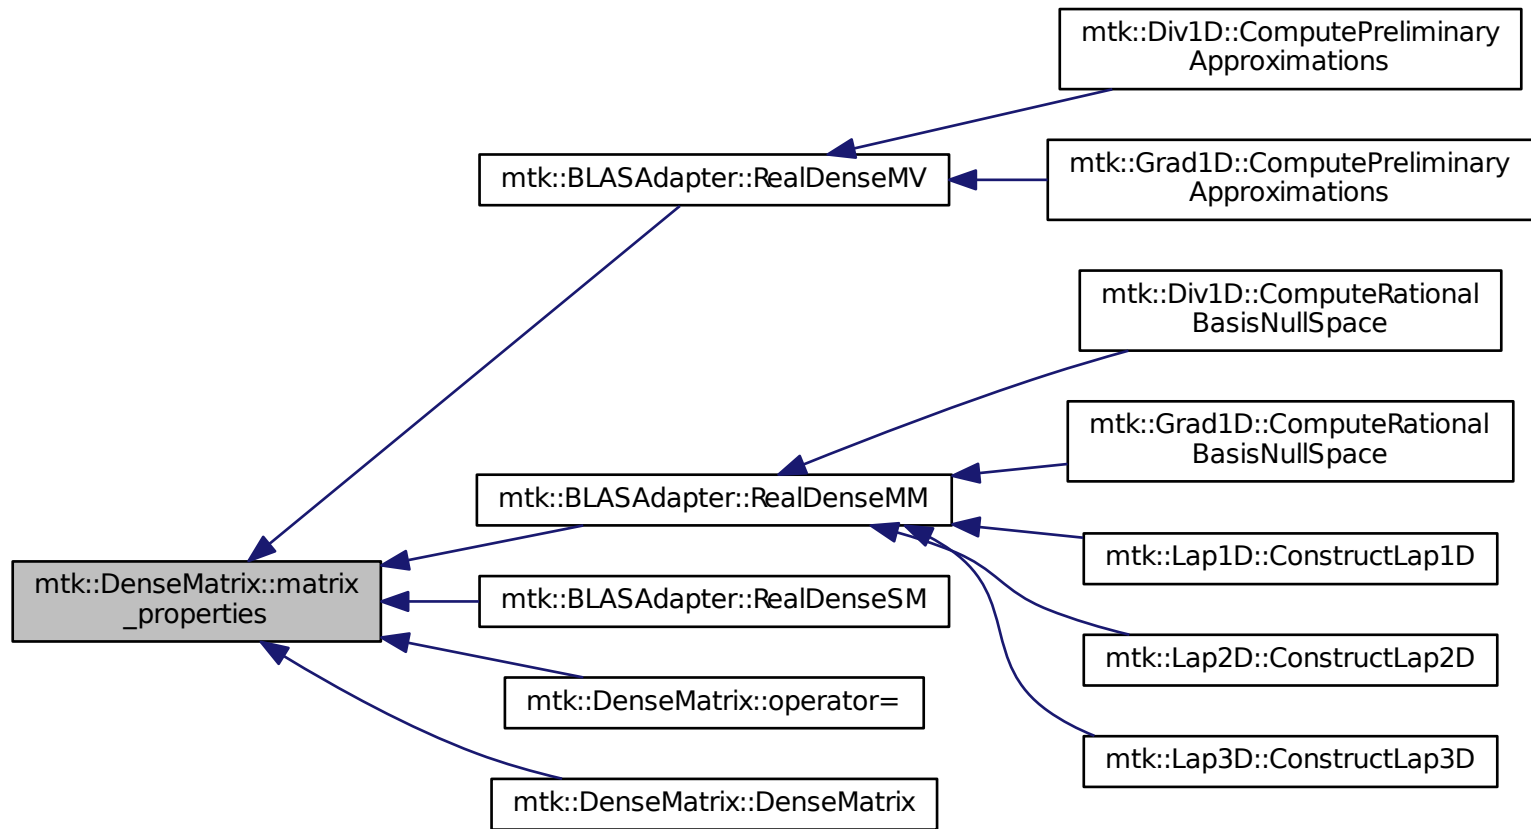 mtk::Div1D::ComputePreliminary
Approximations
mtk::BLASAdapter::RealDenseMV
mtk::Grad1D::ComputePreliminary
Approximations
mtk::Div1D::ComputeRational
BasisNullSpace
mtk::Grad1D::ComputeRational
BasisNullSpace
mtk::BLASAdapter::RealDenseMM
mtk::Lap1D::ConstructLap1D
mtk::DenseMatrix::matrix
_properties
mtk::BLASAdapter::RealDenseSM
mtk::Lap2D::ConstructLap2D
mtk::DenseMatrix::operator=
mtk::Lap3D::ConstructLap3D
mtk::DenseMatrix::DenseMatrix